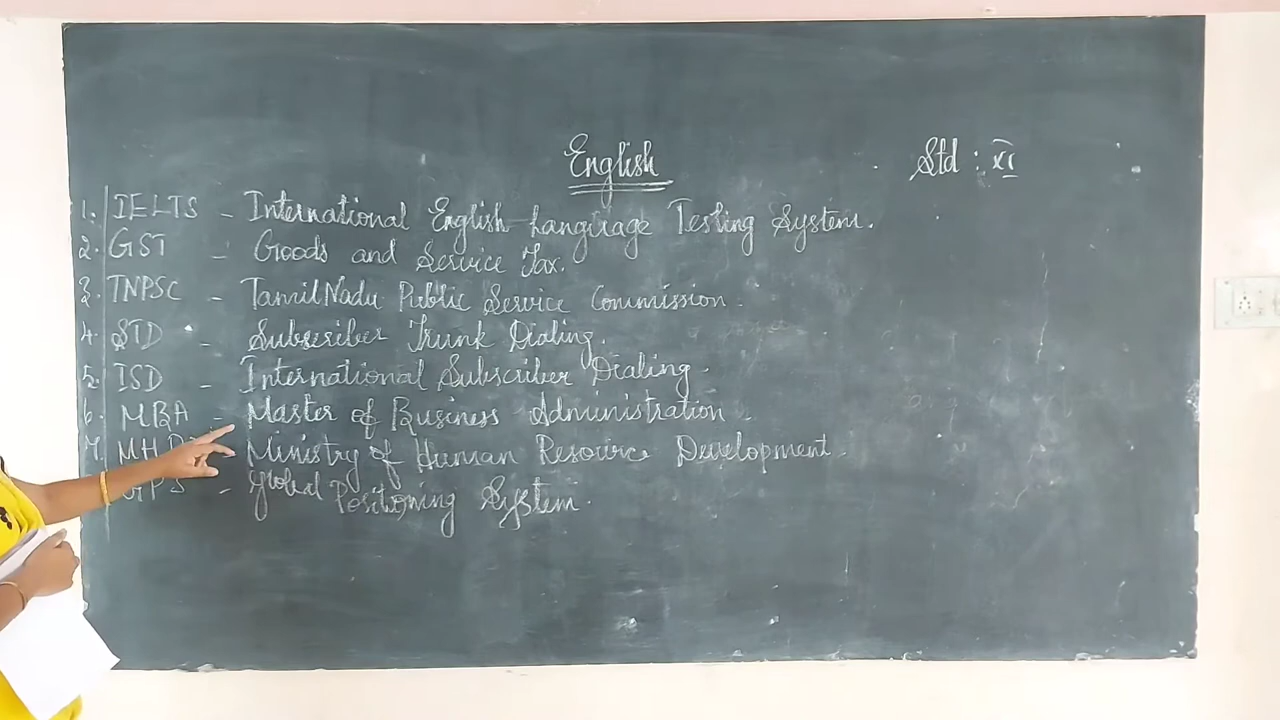 English
Std : XI
1. IELTS - International English Language Testing System.
2. GST - Goods and Service Tax.
3. TNPSC - TamilNadu Public Service Commission.
4. STD - Subscriber Trunk Dialing.
5. ISD - International Subscriber Dialing.
6. MBA - Master of Business Administration.
7. MHR - Ministry of Human Resource Development.
GPS - Global Positioning System.